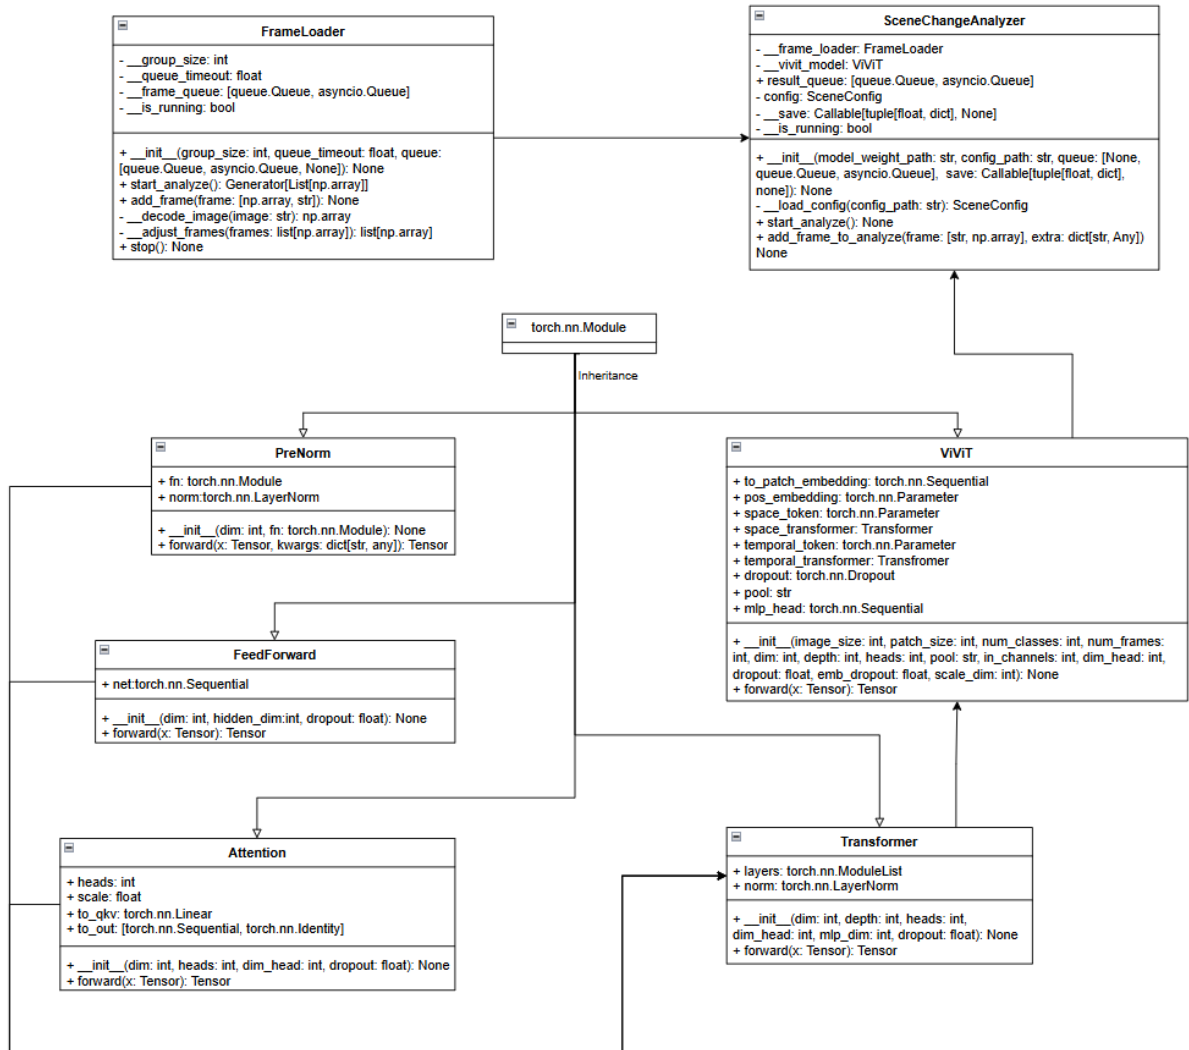 FrameLoader
- __group_size: int
- __queue_timeout: float
- __frame_queue: [queue.Queue, asyncio.Queue]
- __is_running: bool
+ __init__(group_size: int, queue_timeout: float, queue:
[queue.Queue, asyncio.Queue, None]): None
+ start_analyze(): Generator[List[np.array]]
+ add_frame(frame: [np.array, str]): None
- __decode_image(image: str): np.array
- __adjust_frames(frames: list[np.array]): list[np.array]
+ stop(): None
SceneChangeAnalyzer
- __frame_loader: FrameLoader
- __vivit_model: ViViT
+ result_queue: [queue.Queue, asyncio.Queue]
- config: SceneConfig
- __save: Callable[tuple[float, dict], None]
- __is_running: bool
+ __init__(model_weight_path: str, config_path: str, queue: [None,
queue.Queue, asyncio.Queue], save: Callable[tuple[float, dict],
none]): None
- __load_config(config_path: str): SceneConfig
+ start_analyze(): None
+ add_frame_to_analyze(frame: [str, np.array], extra: dict[str, Any])
None
torch.nn.Module
Inheritance
PreNorm
+ fn: torch.nn.Module
+ norm:torch.nn.LayerNorm
+ __init__(dim: int, fn: torch.nn.Module): None
+ forward(x: Tensor, kwargs: dict[str, any]): Tensor
ViViT
+ to_patch_embedding: torch.nn.Sequential
+ pos_embedding: torch.nn.Parameter
+ space_token: torch.nn.Parameter
+ space_transformer: Transformer
+ temporal_token: torch.nn.Parameter
+ temporal_transformer: Transfromer
+ dropout: torch.nn.Dropout
+ pool: str
+ mlp_head: torch.nn.Sequential
+ __init__(image_size: int, patch_size: int, num_classes: int, num_frames:
int, dim: int, depth: int, heads: int, pool: str, in_channels: int, dim_head: int,
dropout: float, emb_dropout: float, scale_dim: int): None
+ forward(x: Tensor): Tensor
FeedForward
+ net:torch.nn.Sequential
+ __init__(dim: int, hidden_dim:int, dropout: float): None
+ forward(x: Tensor): Tensor
Attention
+ heads: int
+ scale: float
+ to_qkv: torch.nn.Linear
+ to_out: [torch.nn.Sequential, torch.nn.Identity]
+ __init__(dim: int, heads: int, dim_head: int, dropout: float): None
+ forward(x: Tensor): Tensor
Transformer
+ layers: torch.nn.ModuleList
+ norm: torch.nn.LayerNorm
+ __init__(dim: int, depth: int, heads: int,
dim_head: int, mlp_dim: int, dropout: float): None
+ forward(x: Tensor): Tensor